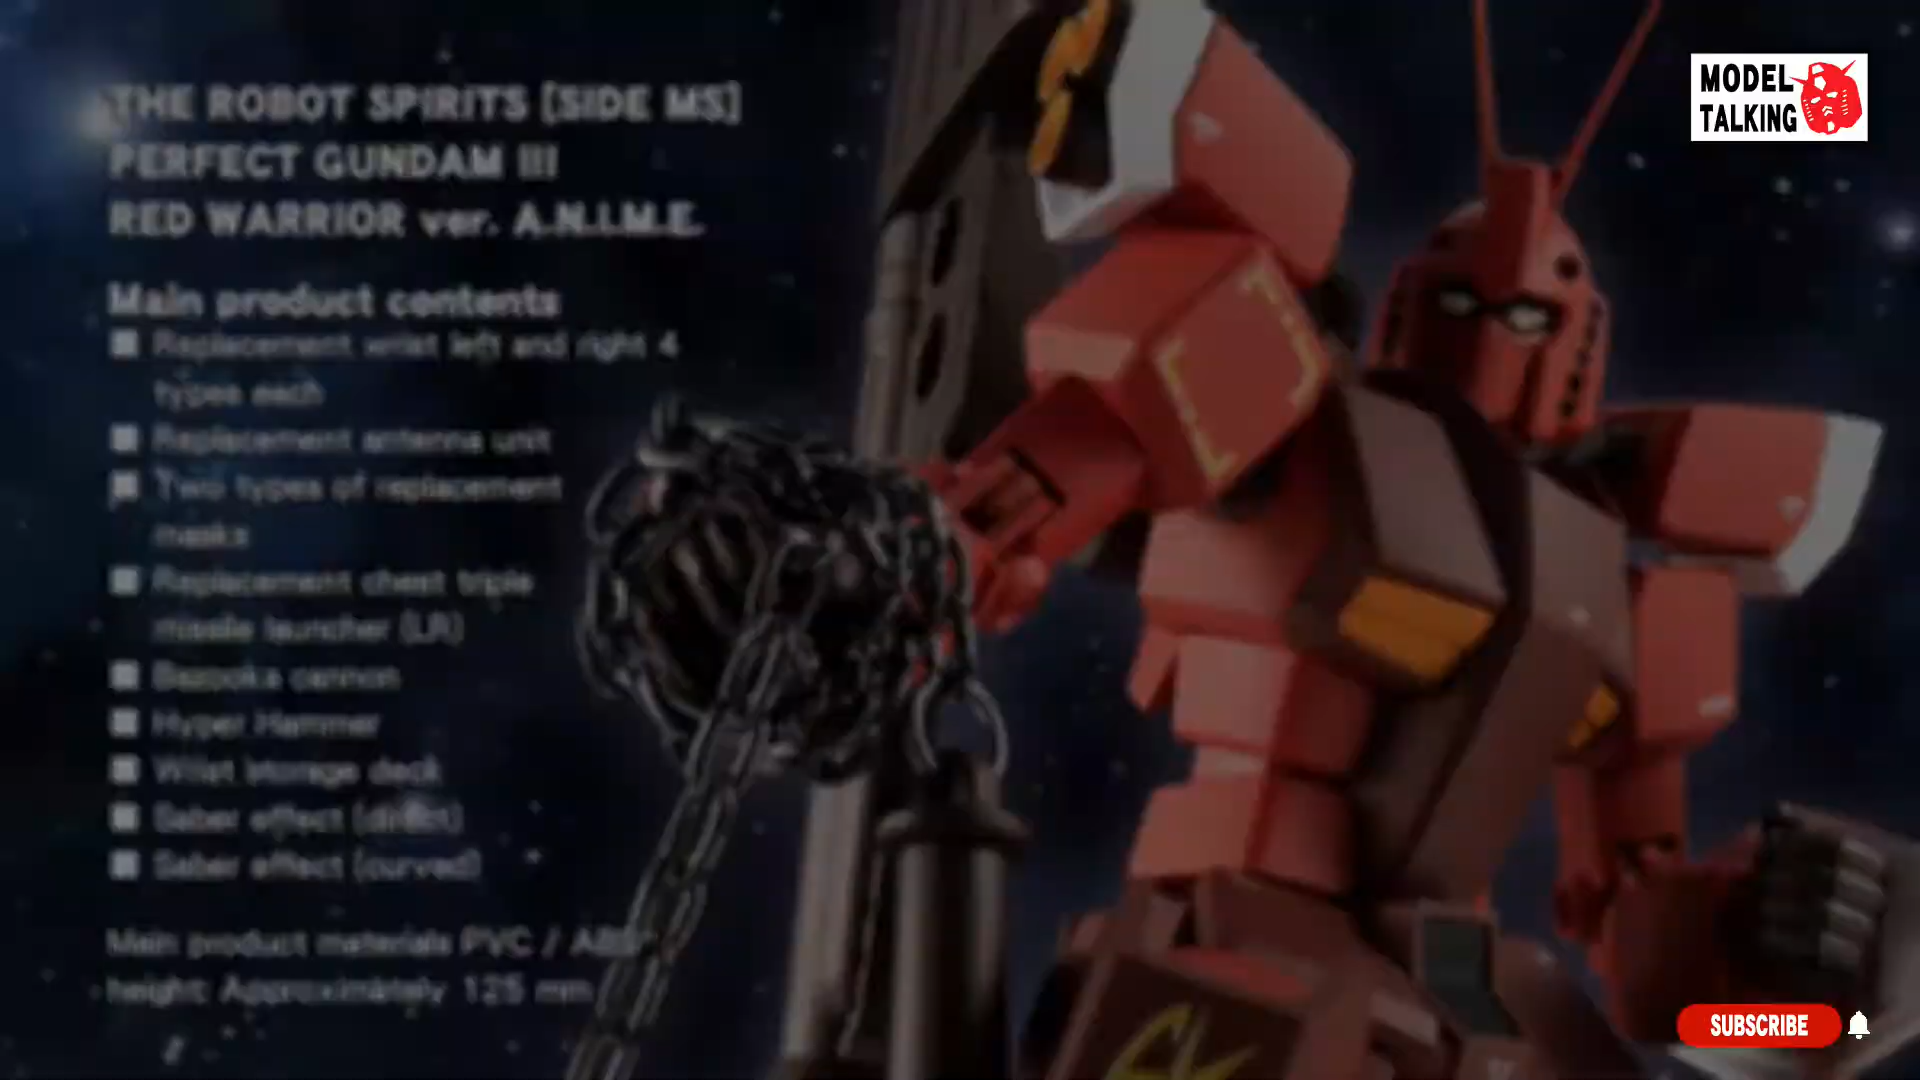 THE ROBOT SPIRITS [SIDE MS]
PERFECT GUNDAM III
RED WARRIOR ver. A.N.I.M.E.
Main product contents
Replacement wrist left and right 4
types each
Replacement antenna unit
Two types of replacement
masks
Replacement chest triple
missile launcher (LR)
Bazooka cannon
Hyper Hammer
Wrist storage deck
Saber effect (direct)
Saber effect (curved)
Main product materials PVC / ABS
height: Approximately 125 mm
MODEL
TALKING
SUBSCRIBE